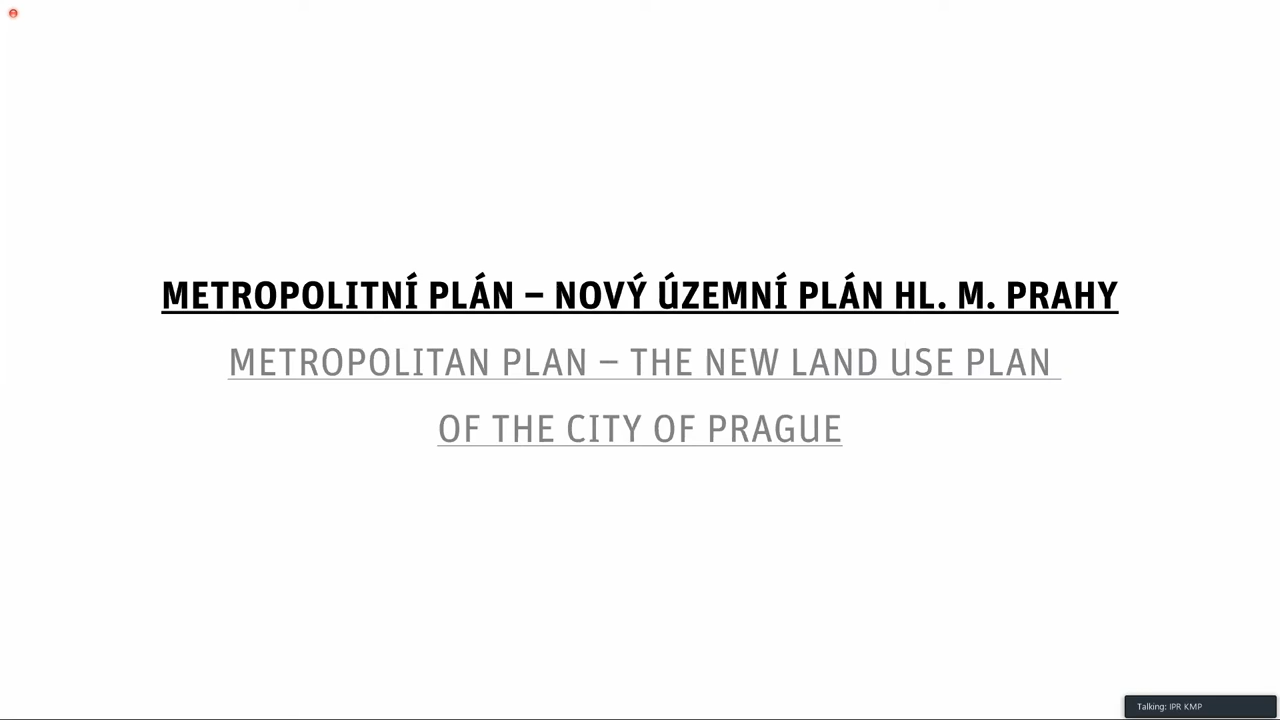 METROPOLITNÍ PLÁN – NOVÝ ÚZEMNÍ PLÁN HL. M. PRAHY
METROPOLITAN PLAN – THE NEW LAND USE PLAN
OF THE CITY OF PRAGUE
Talking: IPR KMP